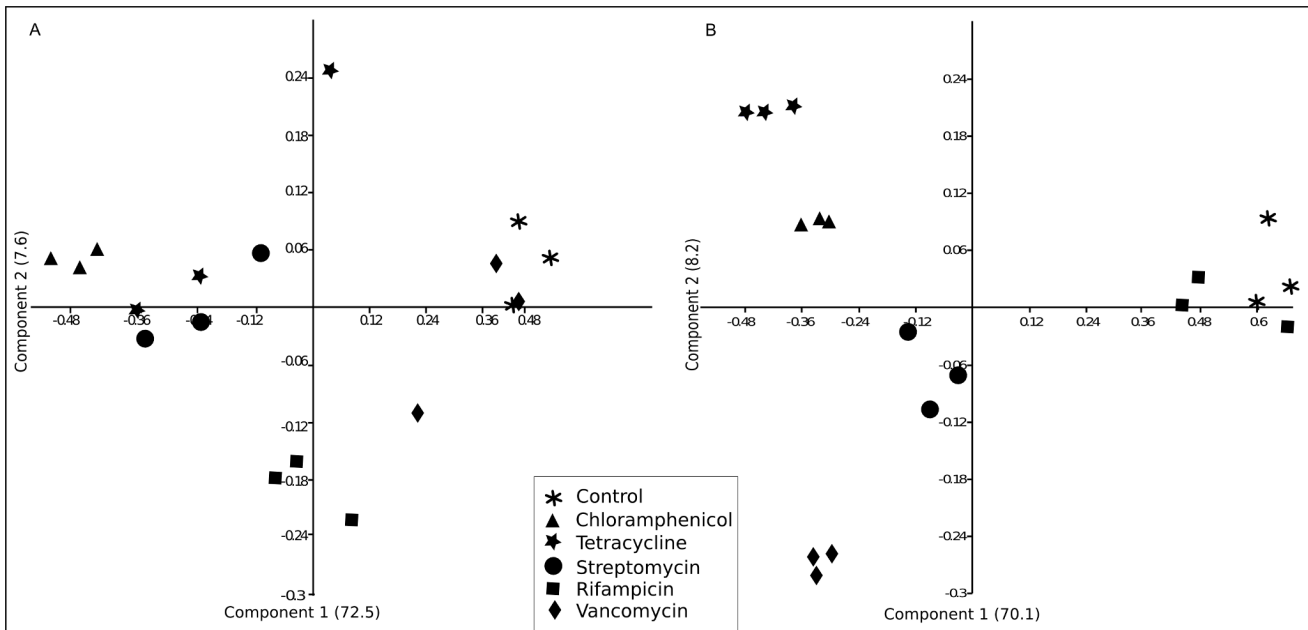 A
B
0.24
0.18
0.12
0.06
-0.48
-0.36
-0.12
0.12
0.24
0.36
0.48
-0.06
-0.12
-0.18
-0.24
-0.3
Component 2 (7.6)
Component 1 (72.5)
0.24
0.18
0.12
0.06
-0.48
-0.36
-0.24
-0.12
0.12
0.24
0.36
0.48
0.6
-0.06
-0.12
-0.18
-0.24
-0.3
Component 2 (8.2)
Component 1 (70.1)
Control
Chloramphenicol
Tetracycline
Streptomycin
Rifampicin
Vancomycin